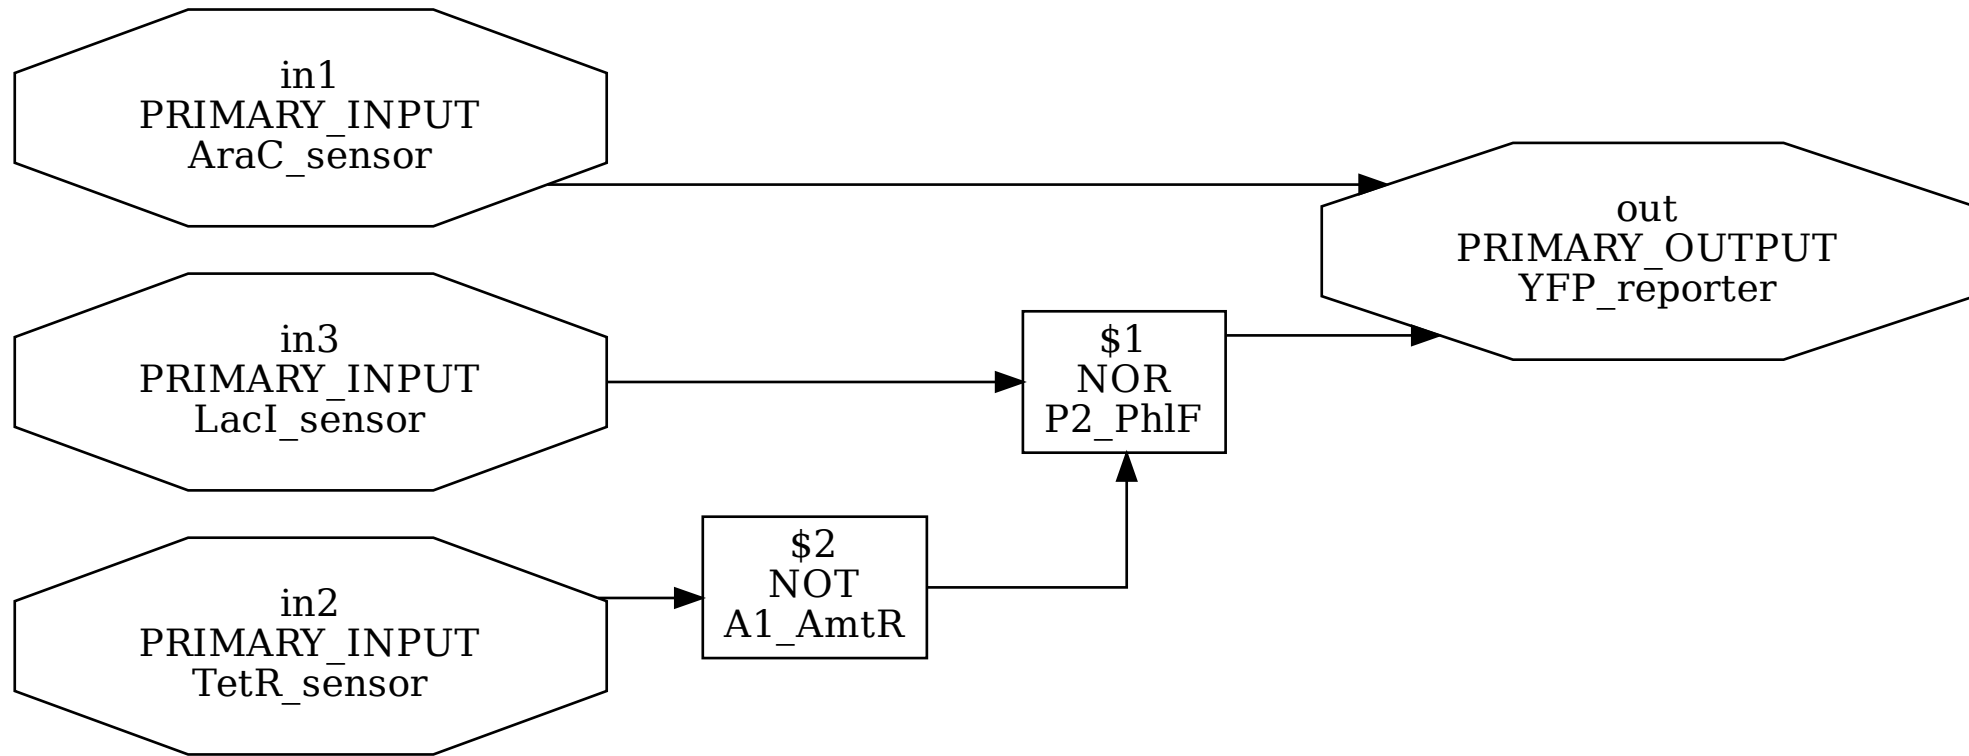 in1
PRIMARY_INPUT
AraC_sensor
out
PRIMARY_OUTPUT
YFP_reporter
in3
PRIMARY_INPUT
LacI_sensor
$1
NOR
P2_PhlF
$2
NOT
A1_AmtR
in2
PRIMARY_INPUT
TetR_sensor